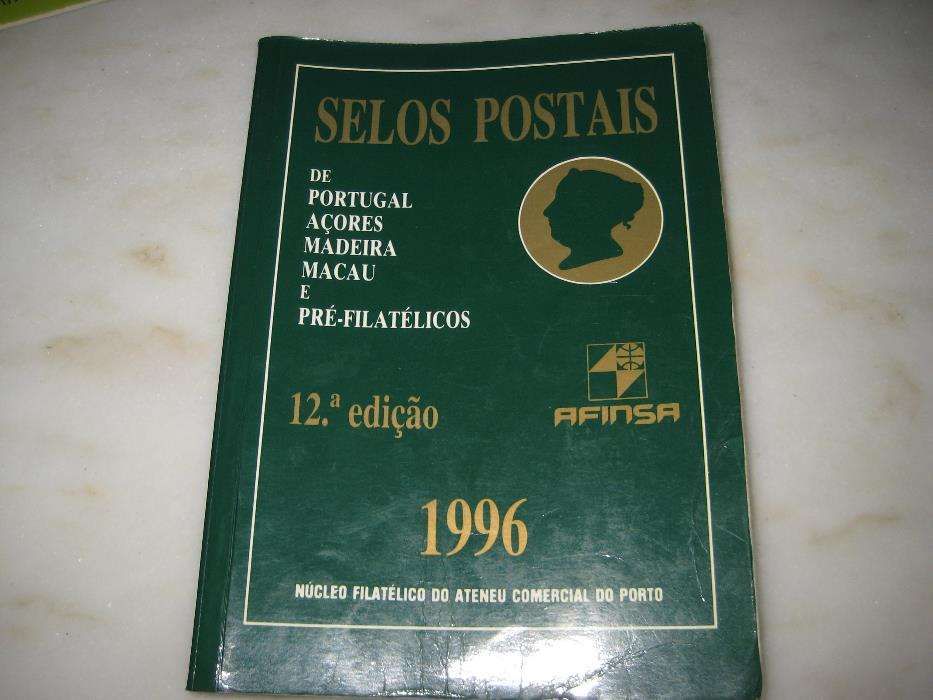 SELOS POSTAIS
DE
PORTUGAL
AÇORES
MADEIRA
MACAU
E
PRÉ-FILATÉLICOS
12.ª edição
AFINSA
1996
NÚCLEO FILATÉLICO DO ATENEU COMERCIAL DO PORTO